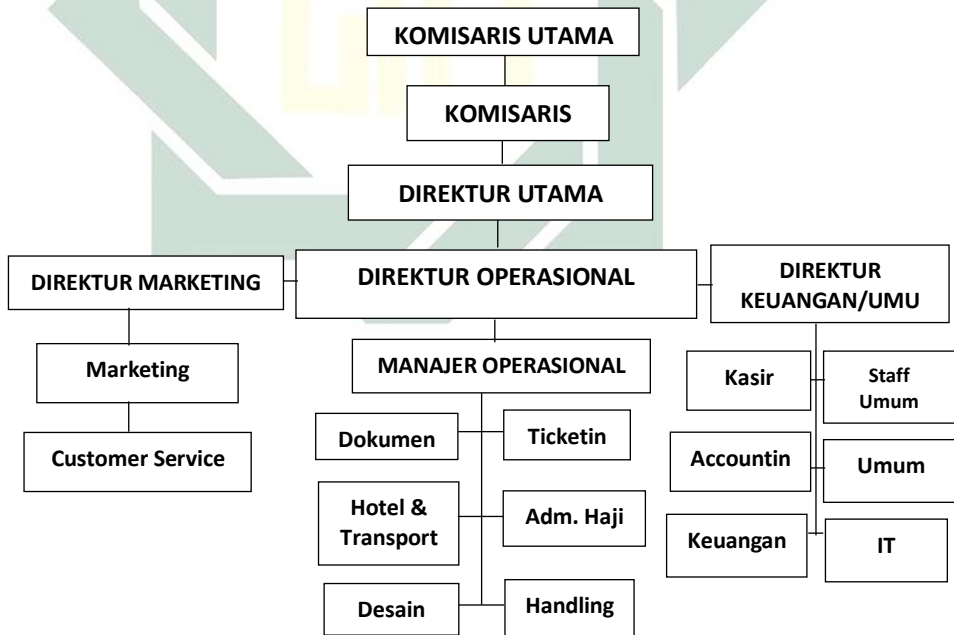 KOMISARIS UTAMA
KOMISARIS
DIREKTUR UTAMA
DIREKTUR MARKETING
DIREKTUR OPERASIONAL
DIREKTUR
KEUANGAN/UMU
Marketing
Customer Service
MANAJER OPERASIONAL
Dokumen
Ticketin
Hotel &
Transport
Adm. Haji
Desain
Handling
Kasir
Staff
Umum
Accountin
Umum
Keuangan
IT